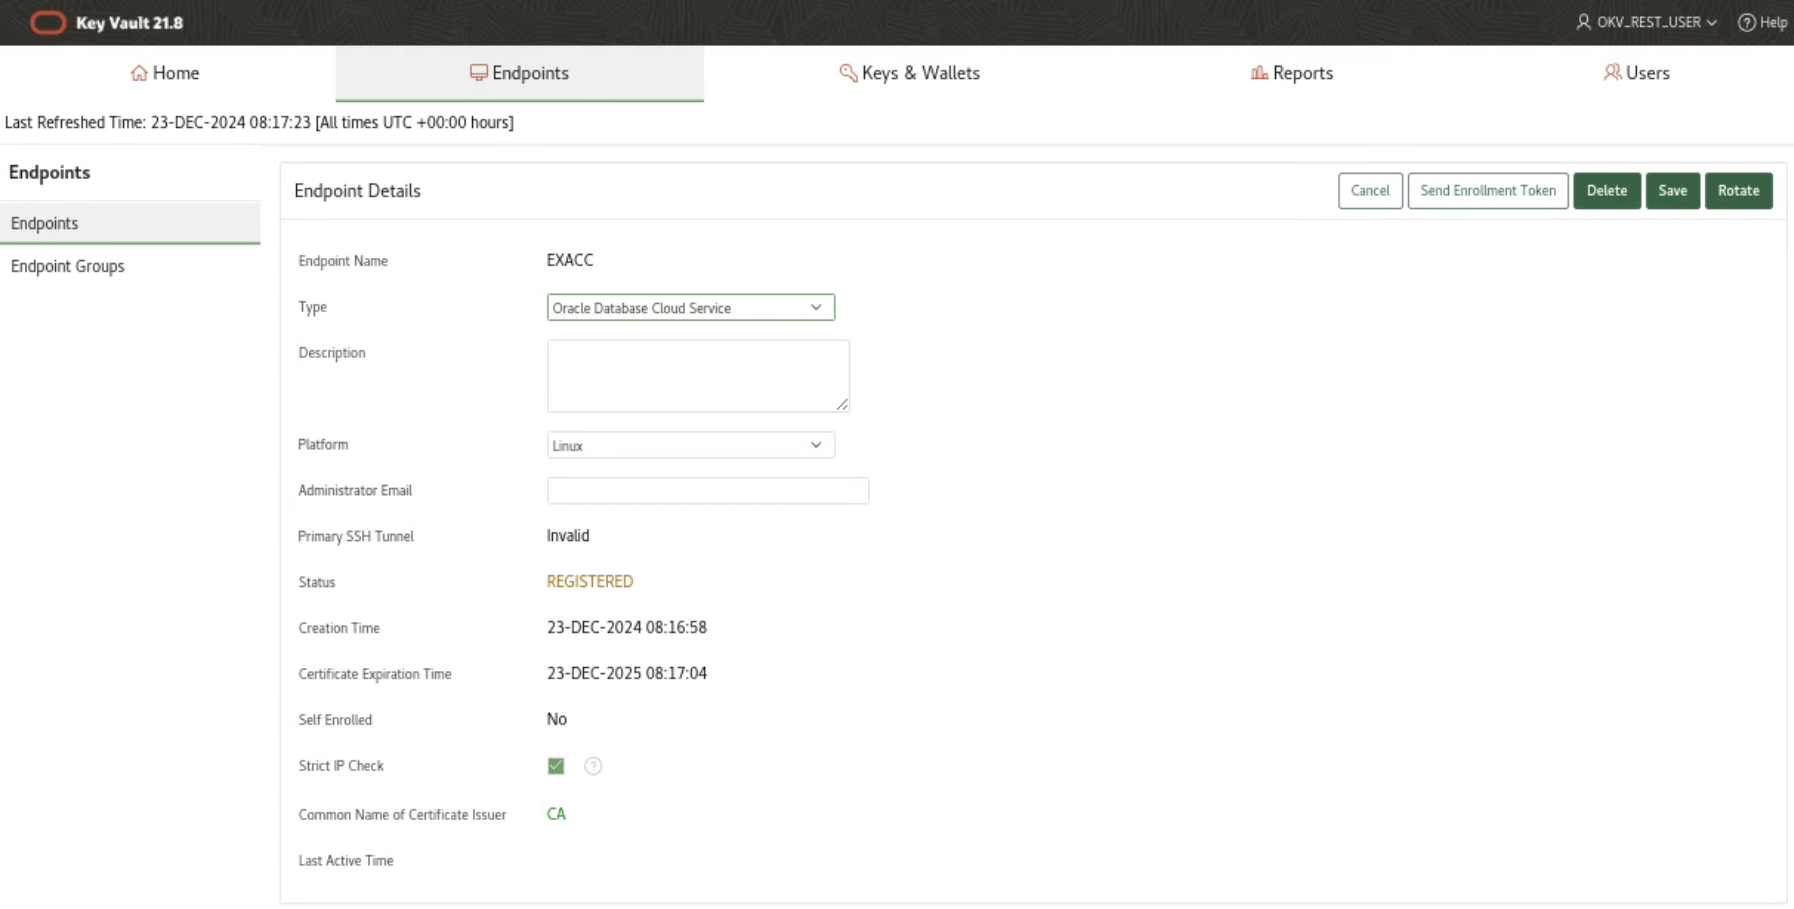 Key Vault 21.8
OKV_REST_USER
Help
Home
Endpoints
Keys & Wallets
Reports
Users
Last Refreshed Time: 23-DEC-2024 08:17:23 [All times UTC +00:00 hours]
Endpoints
Endpoints
Endpoint Groups
Endpoint Details
Cancel
Send Enrollment Token
Delete
Save
Rotate
Endpoint Name EXACC
Type Oracle Database Cloud Service
Description
Platform Linux
Administrator Email
Primary SSH Tunnel Invalid
Status REGISTERED
Creation Time 23-DEC-2024 08:16:58
Certificate Expiration Time 23-DEC-2025 08:17:04
Self Enrolled No
Strict IP Check ?
Common Name of Certificate Issuer CA
Last Active Time